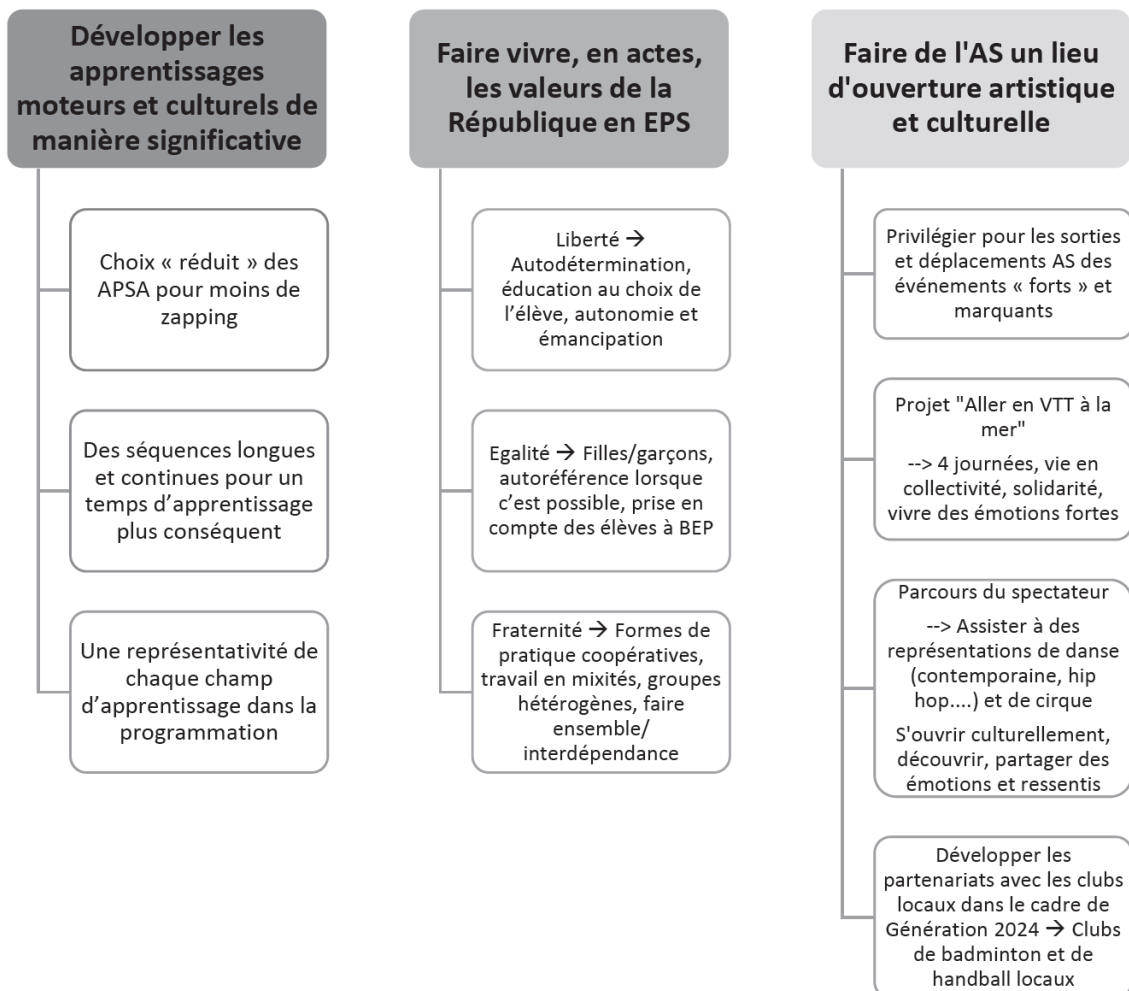 Développer les
apprentissages
moteurs et culturels de
manière significative
Choix « réduit » des
APSA pour moins de
zapping
Des séquences longues
et continues pour un
temps d’apprentissage
plus conséquent
Une représentativité de
chaque champ
d’apprentissage dans la
programmation
Faire vivre, en actes,
les valeurs de la
République en EPS
Liberté →
Autodétermination,
éducation au choix de
l’élève, autonomie et
émancipation
Egalité → Filles/garçons,
autoréférence lorsque
c’est possible, prise en
compte des élèves à BEP
Fraternité → Formes de
pratique coopératives,
travail en mixités, groupes
hétérogènes, faire
ensemble/
interdépendance
Faire de l'AS un lieu
d'ouverture artistique
et culturelle
Privilégier pour les sorties
et déplacements AS des
événements « forts » et
marquants
Projet "Aller en VTT à la
mer"
--> 4 journées, vie en
collectivité, solidarité,
vivre des émotions fortes
Parcours du spectateur
--> Assister à des
représentations de danse
(contemporaine, hip
hop....) et de cirque
S'ouvrir culturellement,
découvrir, partager des
émotions et ressentis
Développer les
partenariats avec les clubs
locaux dans le cadre de
Génération 2024 → Clubs
de badminton et de
handball locaux